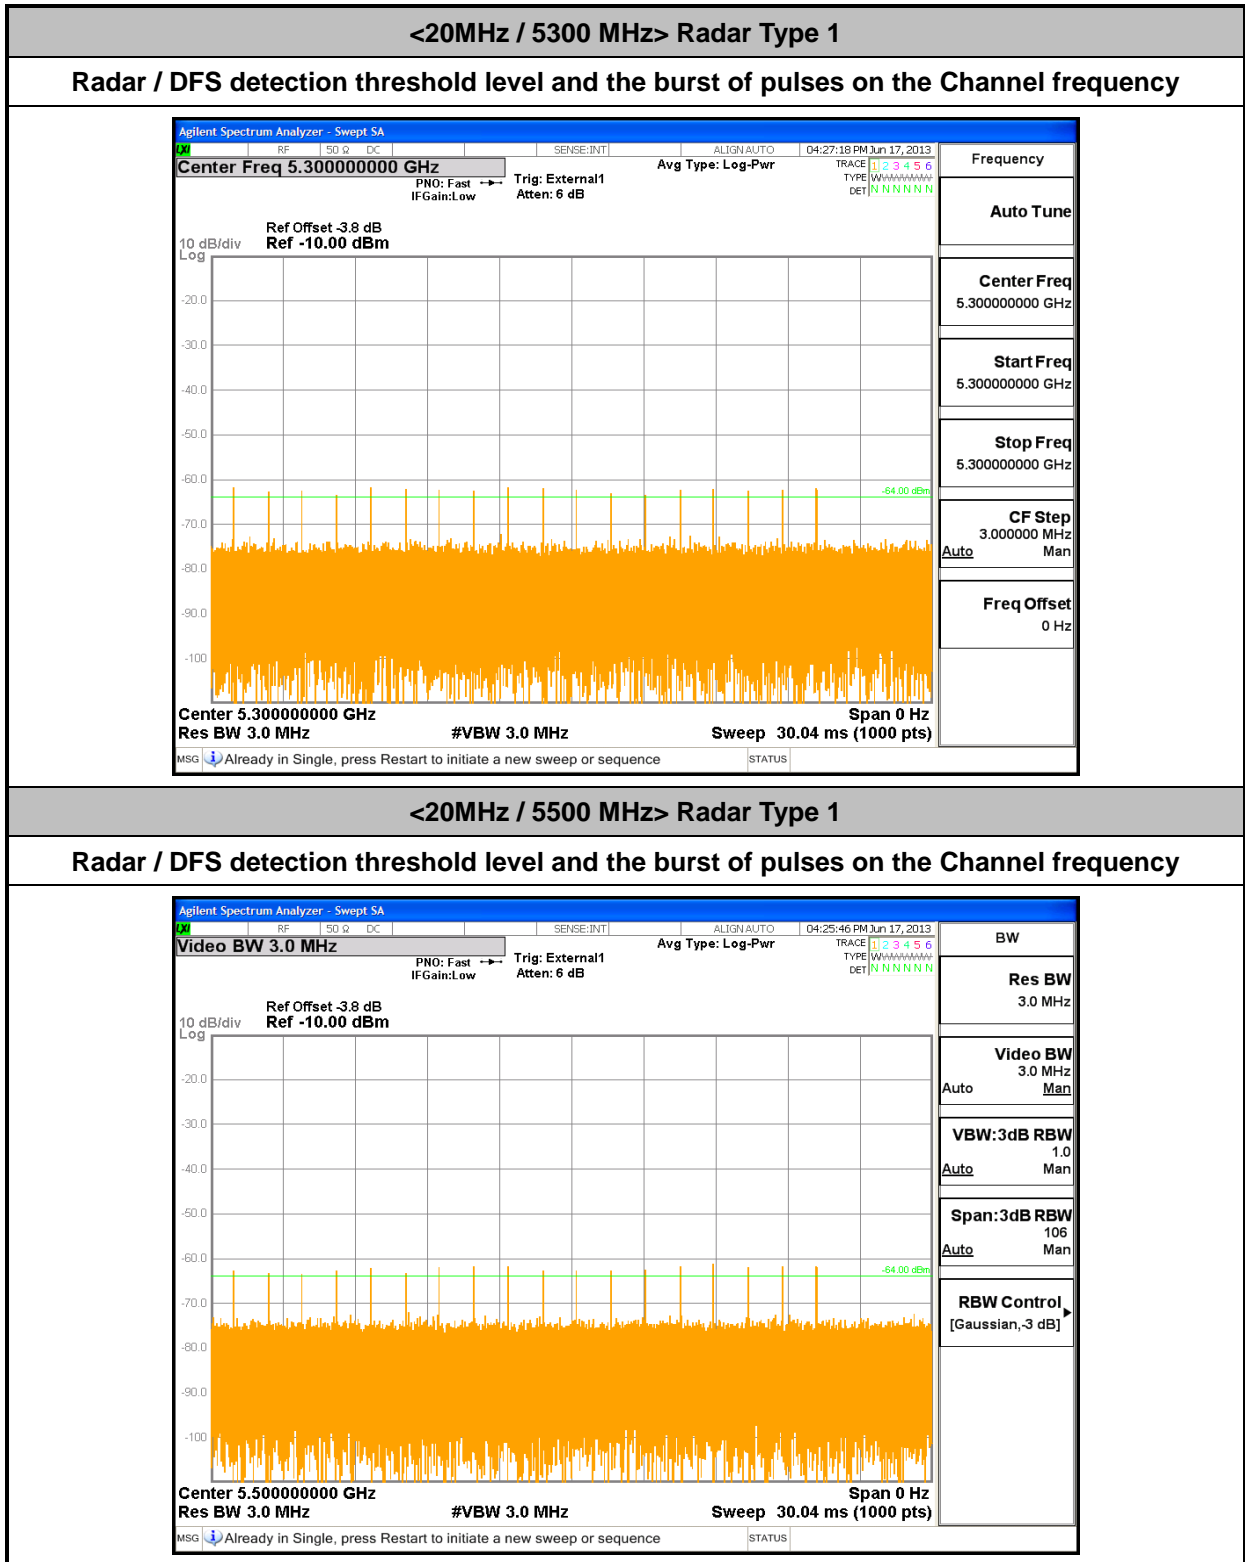 <20MHz / 5300 MHz> Radar Type 1
Radar / DFS detection threshold level and the burst of pulses on the Channel frequency
Agilent Spectrum Analyzer - Swept SA
LXI RF 50 Ω DC SENSE:INT ALIGN AUTO 04:27:18 PM Jun 17, 2013
Center Freq 5.300000000 GHz
PNO: Fast
IFGain:Low
Trig: External1
Atten: 6 dB
Avg Type: Log-Pwr
TRACE 1 2 3 4 5 6
TYPE WWWWWW
DET N N N N N N
Ref Offset -3.8 dB
10 dB/div Ref -10.00 dBm
Log
-20.0
-30.0
-40.0
-50.0
-60.0
-64.00 dBm
-70.0
-80.0
-90.0
-100
Center 5.300000000 GHz Span 0 Hz
Res BW 3.0 MHz #VBW 3.0 MHz Sweep 30.04 ms (1000 pts)
MSG Already in Single, press Restart to initiate a new sweep or sequence STATUS
Frequency
Auto Tune
Center Freq
5.300000000 GHz
Start Freq
5.300000000 GHz
Stop Freq
5.300000000 GHz
CF Step
3.000000 MHz
Auto Man
Freq Offset
0 Hz
<20MHz / 5500 MHz> Radar Type 1
Radar / DFS detection threshold level and the burst of pulses on the Channel frequency
Agilent Spectrum Analyzer - Swept SA
LXI RF 50 Ω DC SENSE:INT ALIGN AUTO 04:25:46 PM Jun 17, 2013
Video BW 3.0 MHz
PNO: Fast
IFGain:Low
Trig: External1
Atten: 6 dB
Avg Type: Log-Pwr
TRACE 1 2 3 4 5 6
TYPE WWWWWW
DET N N N N N N
Ref Offset -3.8 dB
10 dB/div Ref -10.00 dBm
Log
-20.0
-30.0
-40.0
-50.0
-60.0
-64.00 dBm
-70.0
-80.0
-90.0
-100
Center 5.500000000 GHz Span 0 Hz
Res BW 3.0 MHz #VBW 3.0 MHz Sweep 30.04 ms (1000 pts)
MSG Already in Single, press Restart to initiate a new sweep or sequence STATUS
BW
Res BW
3.0 MHz
Video BW
3.0 MHz
Auto Man
VBW:3dB RBW
1.0
Auto Man
Span:3dB RBW
106
Auto Man
RBW Control
[Gaussian,-3 dB]